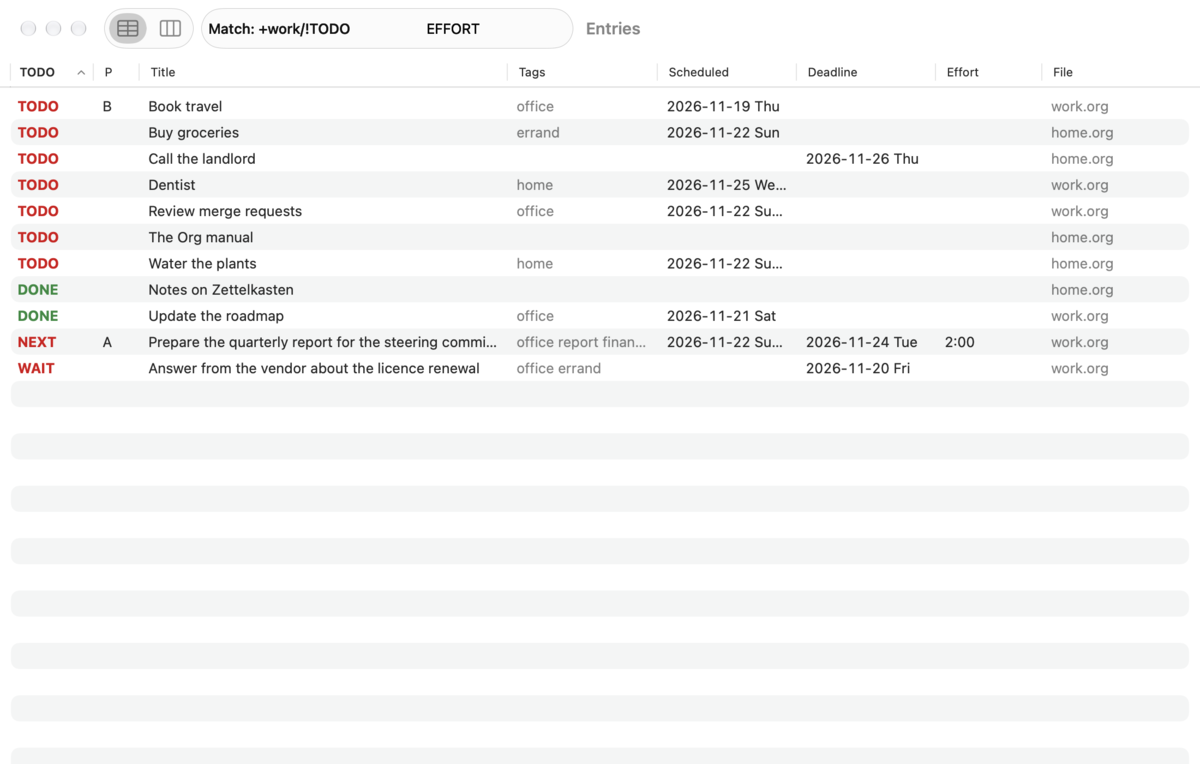 Match: +work/!TODO EFFORT Entries
TODO P Title Tags Scheduled Deadline Effort File
TODO B Book travel office 2026-11-19 Thu work.org
TODO Buy groceries errand 2026-11-22 Sun home.org
TODO Call the landlord 2026-11-26 Thu home.org
TODO Dentist home 2026-11-25 We... work.org
TODO Review merge requests office 2026-11-22 Su... work.org
TODO The Org manual home.org
TODO Water the plants home 2026-11-22 Su... home.org
DONE Notes on Zettelkasten home.org
DONE Update the roadmap office 2026-11-21 Sat work.org
NEXT A Prepare the quarterly report for the steering commi... office report finan... 2026-11-22 Su... 2026-11-24 Tue 2:00 work.org
WAIT Answer from the vendor about the licence renewal office errand 2026-11-20 Fri work.org